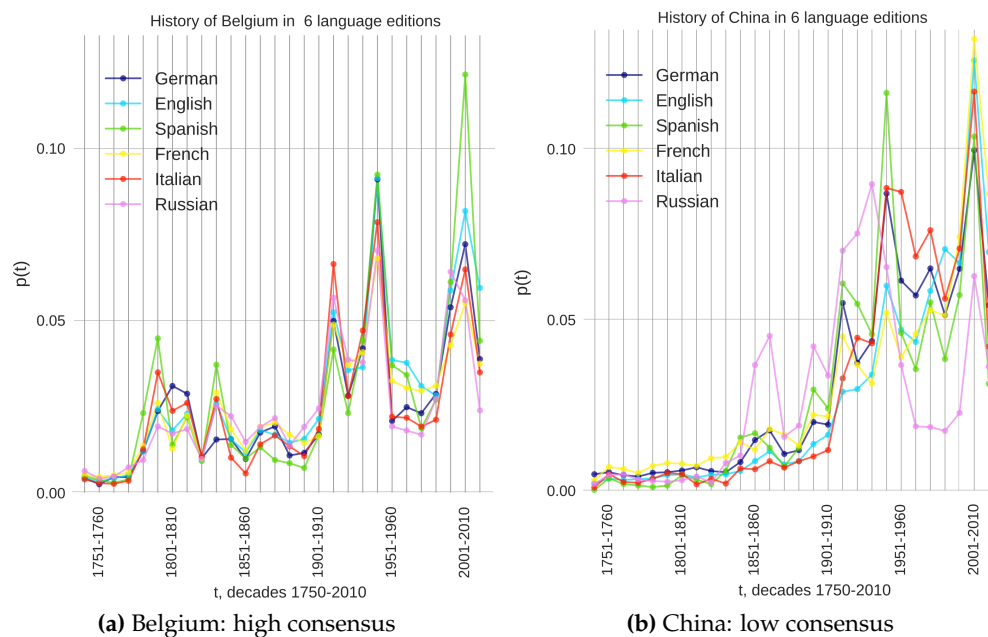 History of Belgium in 6 language editions
German
English
Spanish
French
Italian
Russian
0.10
0.05
0.00
p(t)
1751-1760
1801-1810
1851-1860
1901-1910
1951-1960
2001-2010
t, decades 1750-2010
(a) Belgium: high consensus
History of China in 6 language editions
German
English
Spanish
French
Italian
Russian
0.10
0.05
0.00
p(t)
1751-1760
1801-1810
1851-1860
1901-1910
1951-1960
2001-2010
t, decades 1750-2010
(b) China: low consensus